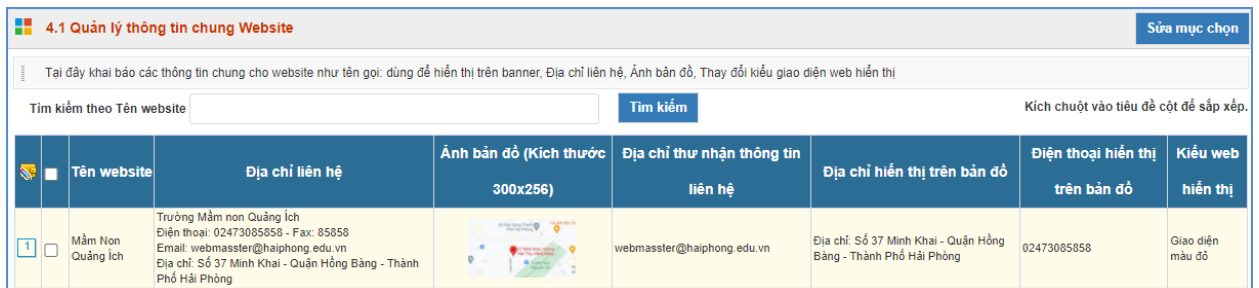 4.1 Quản lý thông tin chung Website
Sửa mục chọn
Tại đây khai báo các thông tin chung cho website như tên gọi: dùng để hiển thị trên banner, Địa chỉ liên hệ, Ảnh bản đồ, Thay đổi kiểu giao diện web hiển thị
Tìm kiếm theo Tên website
Tìm kiếm
Kích chuột vào tiêu đề cột để sắp xếp.
Tên website
Địa chỉ liên hệ
Ảnh bản đồ (Kích thước
300x256)
Địa chỉ thư nhận thông tin
liên hệ
Địa chỉ hiển thị trên bản đồ
Điện thoại hiển thị
trên bản đồ
Kiểu web
hiển thị
1
Mầm Non
Quảng Ích
Trường Mầm non Quảng Ích
Điện thoại: 02473085858 - Fax: 85858
Email: webmasster@haiphong.edu.vn
Địa chỉ: Số 37 Minh Khai - Quận Hồng Bàng - Thành
Phố Hải Phòng
webmasster@haiphong.edu.vn
Địa chỉ: Số 37 Minh Khai - Quận Hồng
Bàng - Thành Phố Hải Phòng
02473085858
Giao diện
màu đỏ